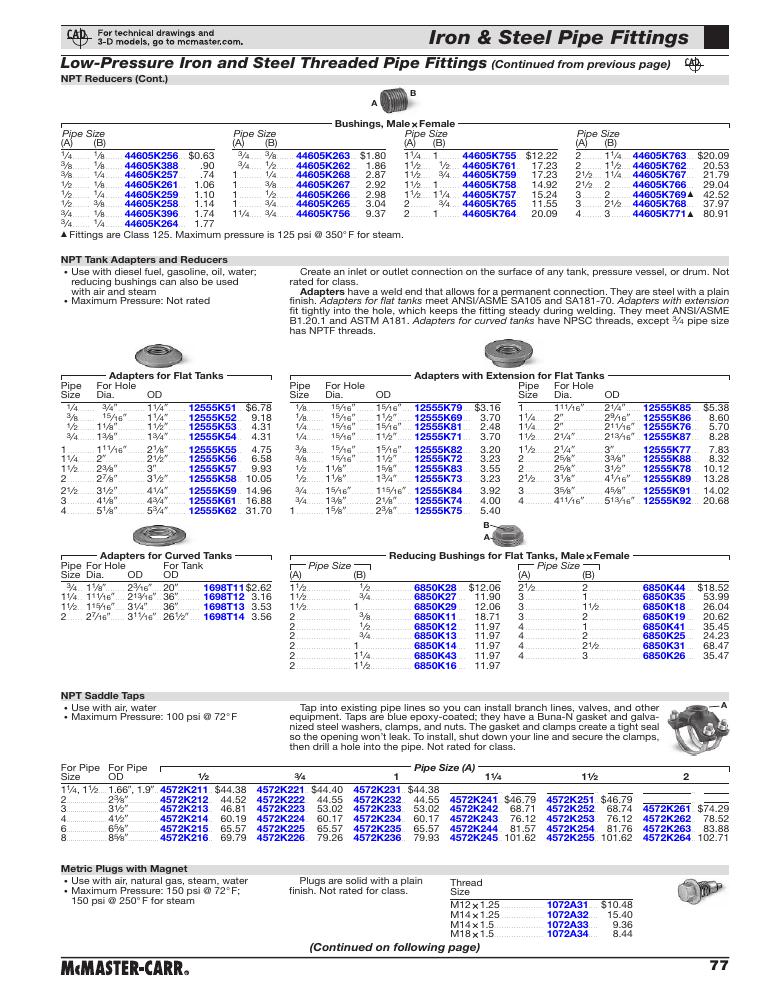 CAD
For technical drawings and
3-D models, go to mcmaster.com.
Iron & Steel Pipe Fittings
Low-Pressure Iron and Steel Threaded Pipe Fittings (Continued from previous page)
CAD
NPT Reducers (Cont.)
A B
Bushings, Male × Female
Pipe Size
(A) (B)
1/4 1/8 44605K256 $0.63
3/8 1/8 44605K388 .90
3/8 1/4 44605K257 .74
1/2 1/8 44605K261 1.06
1/2 1/4 44605K259 1.10
1/2 3/8 44605K258 1.14
3/4 1/8 44605K396 1.74
3/4 1/4 44605K264 1.77
Pipe Size
(A) (B)
3/4 3/8 44605K263 $1.80
3/4 1/2 44605K262 1.86
1 1/4 44605K268 2.87
1 3/8 44605K267 2.92
1 1/2 44605K266 2.98
1 3/4 44605K265 3.04
1 1/4 3/4 44605K756 9.37
Pipe Size
(A) (B)
1 1/4 1 44605K755 $12.22
1 1/2 1/2 44605K761 17.23
1 1/2 3/4 44605K759 17.23
1 1/2 1 44605K758 14.92
1 1/2 1 1/4 44605K757 15.24
2 3/4 44605K765 11.55
2 1 44605K764 20.09
Pipe Size
(A) (B)
2 1 1/4 44605K763 $20.09
2 1 1/2 44605K762 20.53
2 1/2 1 1/4 44605K767 21.79
2 1/2 2 44605K766 29.04
3 2 44605K769▲ 42.52
3 2 1/2 44605K768 37.97
4 3 44605K771▲ 80.91
▲ Fittings are Class 125. Maximum pressure is 125 psi @ 350° F for steam.
NPT Tank Adapters and Reducers
• Use with diesel fuel, gasoline, oil, water;
reducing bushings can also be used
with air and steam
• Maximum Pressure: Not rated
Create an inlet or outlet connection on the surface of any tank, pressure vessel, or drum. Not
rated for class.
Adapters have a weld end that allows for a permanent connection. They are steel with a plain
finish. Adapters for flat tanks meet ANSI/ASME SA105 and SA181-70. Adapters with extension
fit tightly into the hole, which keeps the fitting steady during welding. They meet ANSI/ASME
B1.20.1 and ASTM A181. Adapters for curved tanks have NPSC threads, except 3/4 pipe size
has NPTF threads.
Adapters for Flat Tanks
Pipe For Hole
Size Dia. OD
1/4 3/4" 1 1/4" 12555K51 $6.78
3/8 15/16" 1 1/4" 12555K52 9.18
1/2 1 1/8" 1 1/2" 12555K53 4.31
3/4 1 3/8" 1 3/4" 12555K54 4.31
1 1 11/16" 2 1/8" 12555K55 4.75
1 1/4 2" 2 1/2" 12555K56 6.58
1 1/2 2 3/8" 3" 12555K57 9.93
2 2 7/8" 3 1/2" 12555K58 10.05
2 1/2 3 1/2" 4 1/4" 12555K59 14.96
3 4 1/8" 4 3/4" 12555K61 16.88
4 5 1/8" 5 3/4" 12555K62 31.70
Adapters with Extension for Flat Tanks
Pipe For Hole
Size Dia. OD
1/8 15/16" 15/16" 12555K79 $3.16
1/8 15/16" 1 1/2" 12555K69 3.70
1/4 15/16" 15/16" 12555K81 2.48
1/4 15/16" 1 1/2" 12555K71 3.70
3/8 15/16" 15/16" 12555K82 3.20
3/8 15/16" 1 1/2" 12555K72 3.23
1/2 1 1/8" 1 5/8" 12555K83 3.55
1/2 1 1/8" 1 3/4" 12555K73 3.23
3/4 15/16" 1 15/16" 12555K84 3.92
3/4 1 3/8" 2 1/8" 12555K74 4.00
1 1 5/8" 2 3/8" 12555K75 5.40
Pipe For Hole
Size Dia. OD
1 1 11/16" 2 1/4" 12555K85 $5.38
1 1/4 2" 2 9/16" 12555K86 8.60
1 1/4 2" 2 11/16" 12555K76 5.70
1 1/2 2 1/4" 2 13/16" 12555K87 8.28
1 1/2 2 1/4" 3" 12555K77 7.83
2 2 5/8" 3 3/8" 12555K88 8.32
2 2 5/8" 3 1/2" 12555K78 10.12
2 1/2 3 1/8" 4 1/16" 12555K89 13.28
3 3 5/8" 4 5/8" 12555K91 14.02
4 4 11/16" 5 13/16" 12555K92 20.68
Adapters for Curved Tanks
Pipe For Hole For Tank
Size Dia. OD OD
3/4 1 1/8" 2 3/16" 20" 1698T11 $2.62
1 1/4 1 11/16" 2 13/16" 36" 1698T12 3.16
1 1/2 1 15/16" 3 1/4" 36" 1698T13 3.53
2 2 7/16" 3 11/16" 26 1/2" 1698T14 3.56
B
A
Reducing Bushings for Flat Tanks, Male × Female
Pipe Size
(A) (B)
1 1/2 1/2 6850K28 $12.06
1 1/2 3/4 6850K27 11.90
1 1/2 1 6850K29 12.06
2 3/8 6850K11 18.71
2 1/2 6850K12 11.97
2 3/4 6850K13 11.97
2 1 6850K14 11.97
2 1 1/4 6850K43 11.97
2 1 1/2 6850K16 11.97
Pipe Size
(A) (B)
2 1/2 2 6850K44 $18.52
3 1 6850K35 53.99
3 1 1/2 6850K18 26.04
3 2 6850K19 20.62
4 1 6850K41 35.45
4 2 6850K25 24.23
4 2 1/2 6850K31 68.47
4 3 6850K26 35.47
NPT Saddle Taps
• Use with air, water
• Maximum Pressure: 100 psi @ 72° F
Tap into existing pipe lines so you can install branch lines, valves, and other
equipment. Taps are blue epoxy-coated; they have a Buna-N gasket and galva-
nized steel washers, clamps, and nuts. The gasket and clamps create a tight seal
so the opening won't leak. To install, shut down your line and secure the clamps,
then drill a hole into the pipe. Not rated for class.
A
For Pipe For Pipe Pipe Size (A)
Size OD 1/2 3/4 1 1 1/4 1 1/2 2
1 1/4, 1 1/2 1.66", 1.9" 4572K211 $44.38 4572K221 $44.40 4572K231 $44.38
2 2 3/8" 4572K212 44.52 4572K222 44.55 4572K232 44.55 4572K241 $46.79 4572K251 $46.79
3 3 1/2" 4572K213 46.81 4572K223 53.02 4572K233 53.02 4572K242 68.71 4572K252 68.74 4572K261 $74.29
4 4 1/2" 4572K214 60.19 4572K224 60.17 4572K234 60.17 4572K243 76.12 4572K253 76.12 4572K262 78.52
6 6 5/8" 4572K215 65.57 4572K225 65.57 4572K235 65.57 4572K244 81.57 4572K254 81.76 4572K263 83.88
8 8 5/8" 4572K216 69.79 4572K226 79.26 4572K236 79.93 4572K245 101.62 4572K255 101.62 4572K264 102.71
Metric Plugs with Magnet
• Use with air, natural gas, steam, water
• Maximum Pressure: 150 psi @ 72° F;
150 psi @ 250° F for steam
Plugs are solid with a plain
finish. Not rated for class.
Thread
Size
M12 × 1.25 1072A31 $10.48
M14 × 1.25 1072A32 15.40
M14 × 1.5 1072A33 9.36
M18 × 1.5 1072A34 8.44
(Continued on following page)
McMASTER-CARR®
77